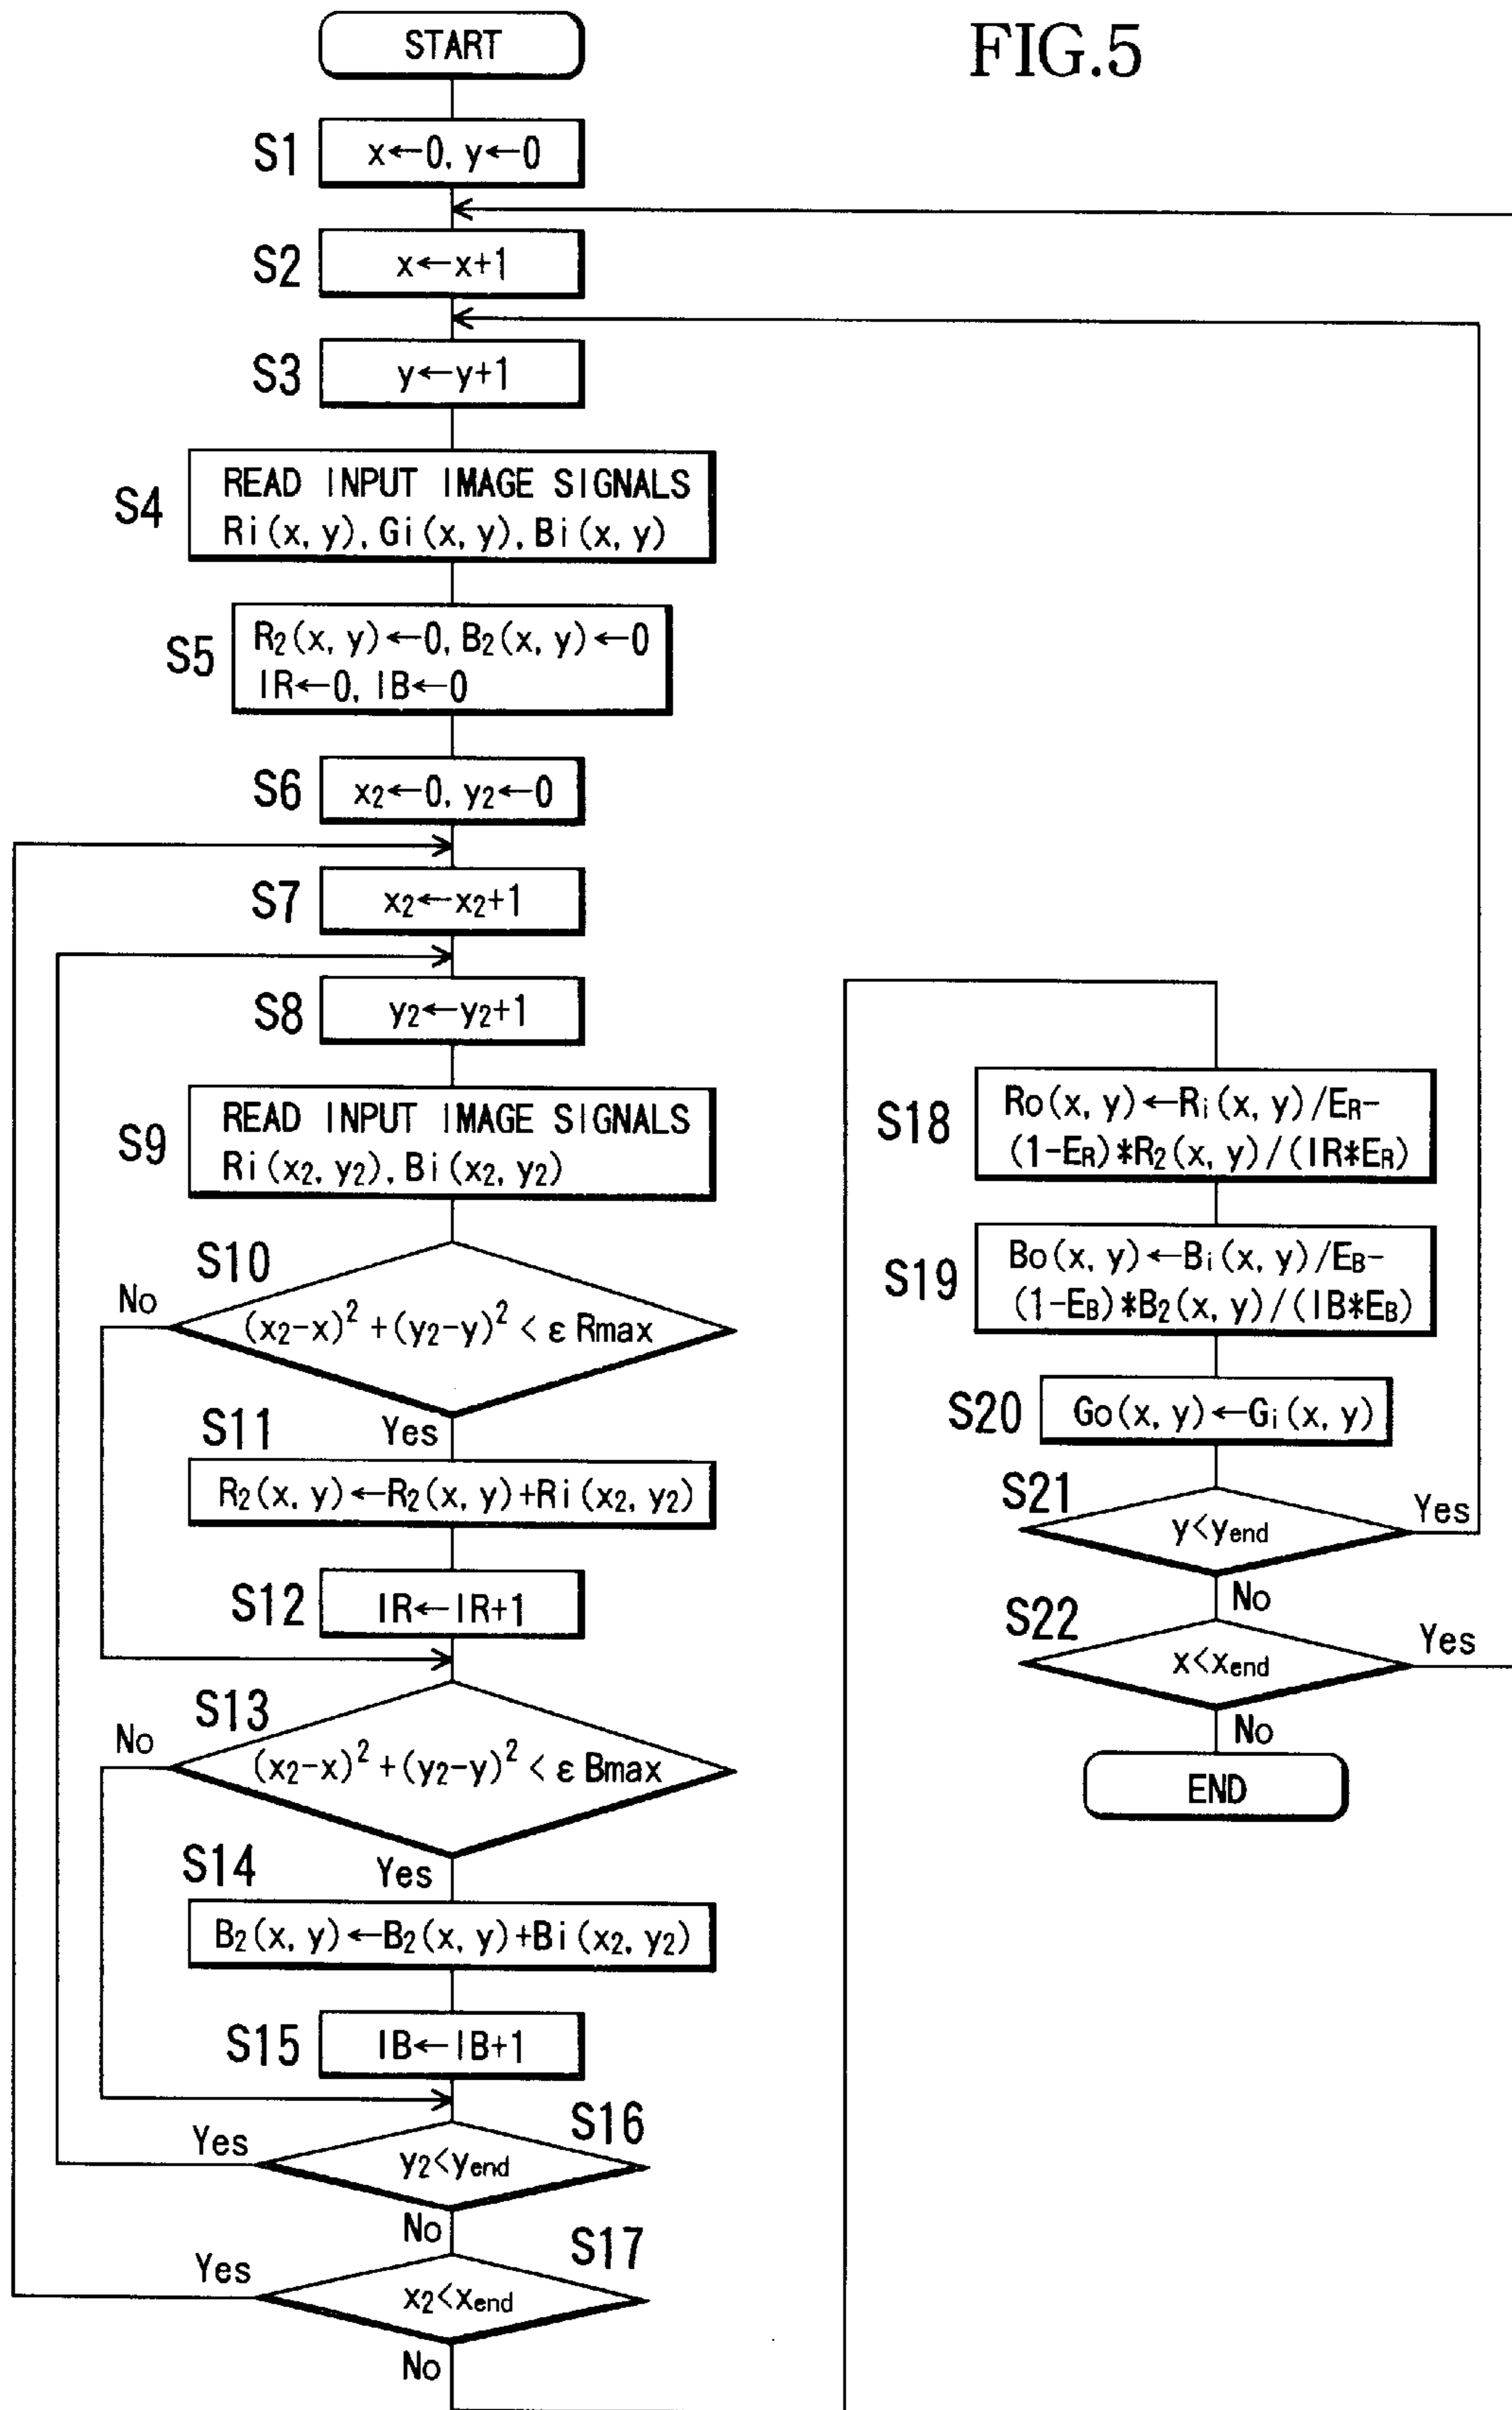 FIG.5
START
S1
x←0, y←0
S2
x←x+1
S3
y←y+1
S4
READ INPUT IMAGE SIGNALS
Ri(x, y), Gi(x, y), Bi(x, y)
S5
R₂(x, y)←0, B₂(x, y)←0
IR←0, IB←0
S6
x₂←0, y₂←0
S7
x₂←x₂+1
S8
y₂←y₂+1
S9
READ INPUT IMAGE SIGNALS
Ri(x₂, y₂), Bi(x₂, y₂)
S10
No
(x₂-x)²+(y₂-y)²<ε Rmax
Yes
S11
R₂(x, y)←R₂(x, y)+Ri(x₂, y₂)
S12
IR←IR+1
S13
No
(x₂-x)²+(y₂-y)²<ε Bmax
Yes
S14
B₂(x, y)←B₂(x, y)+Bi(x₂, y₂)
S15
IB←IB+1
S16
Yes
y₂<yend
No
S17
Yes
x₂<xend
No
S18
Ro(x, y)←Ri(x, y)/ER-
(1-ER)*R₂(x, y)/(IR*ER)
S19
Bo(x, y)←Bi(x, y)/EB-
(1-EB)*B₂(x, y)/(IB*EB)
S20
Go(x, y)←Gi(x, y)
S21
y<yend
Yes
No
S22
x<xend
Yes
No
END